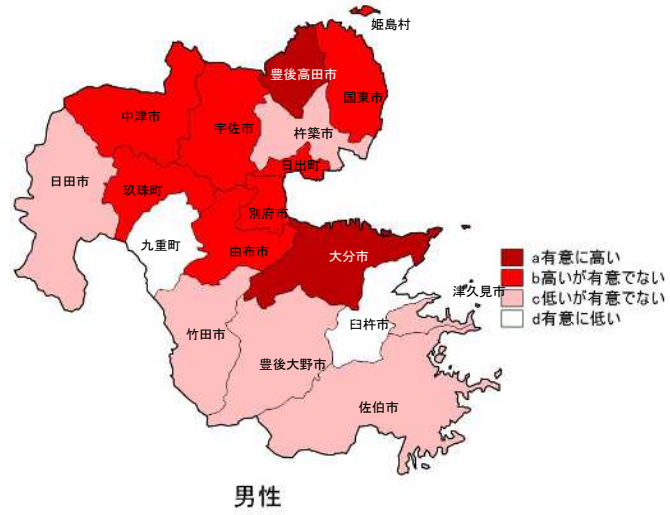 姫島村
豊後高田市
国東市
中津市
宇佐市
杵築市
日出町
日田市
玖珠町
別府市
九重町
由布市
大分市
a有意に高い
b高いが有意でない
c低いが有意でない
d有意に低い
津久見市
臼杵市
竹田市
豊後大野市
佐伯市
男性